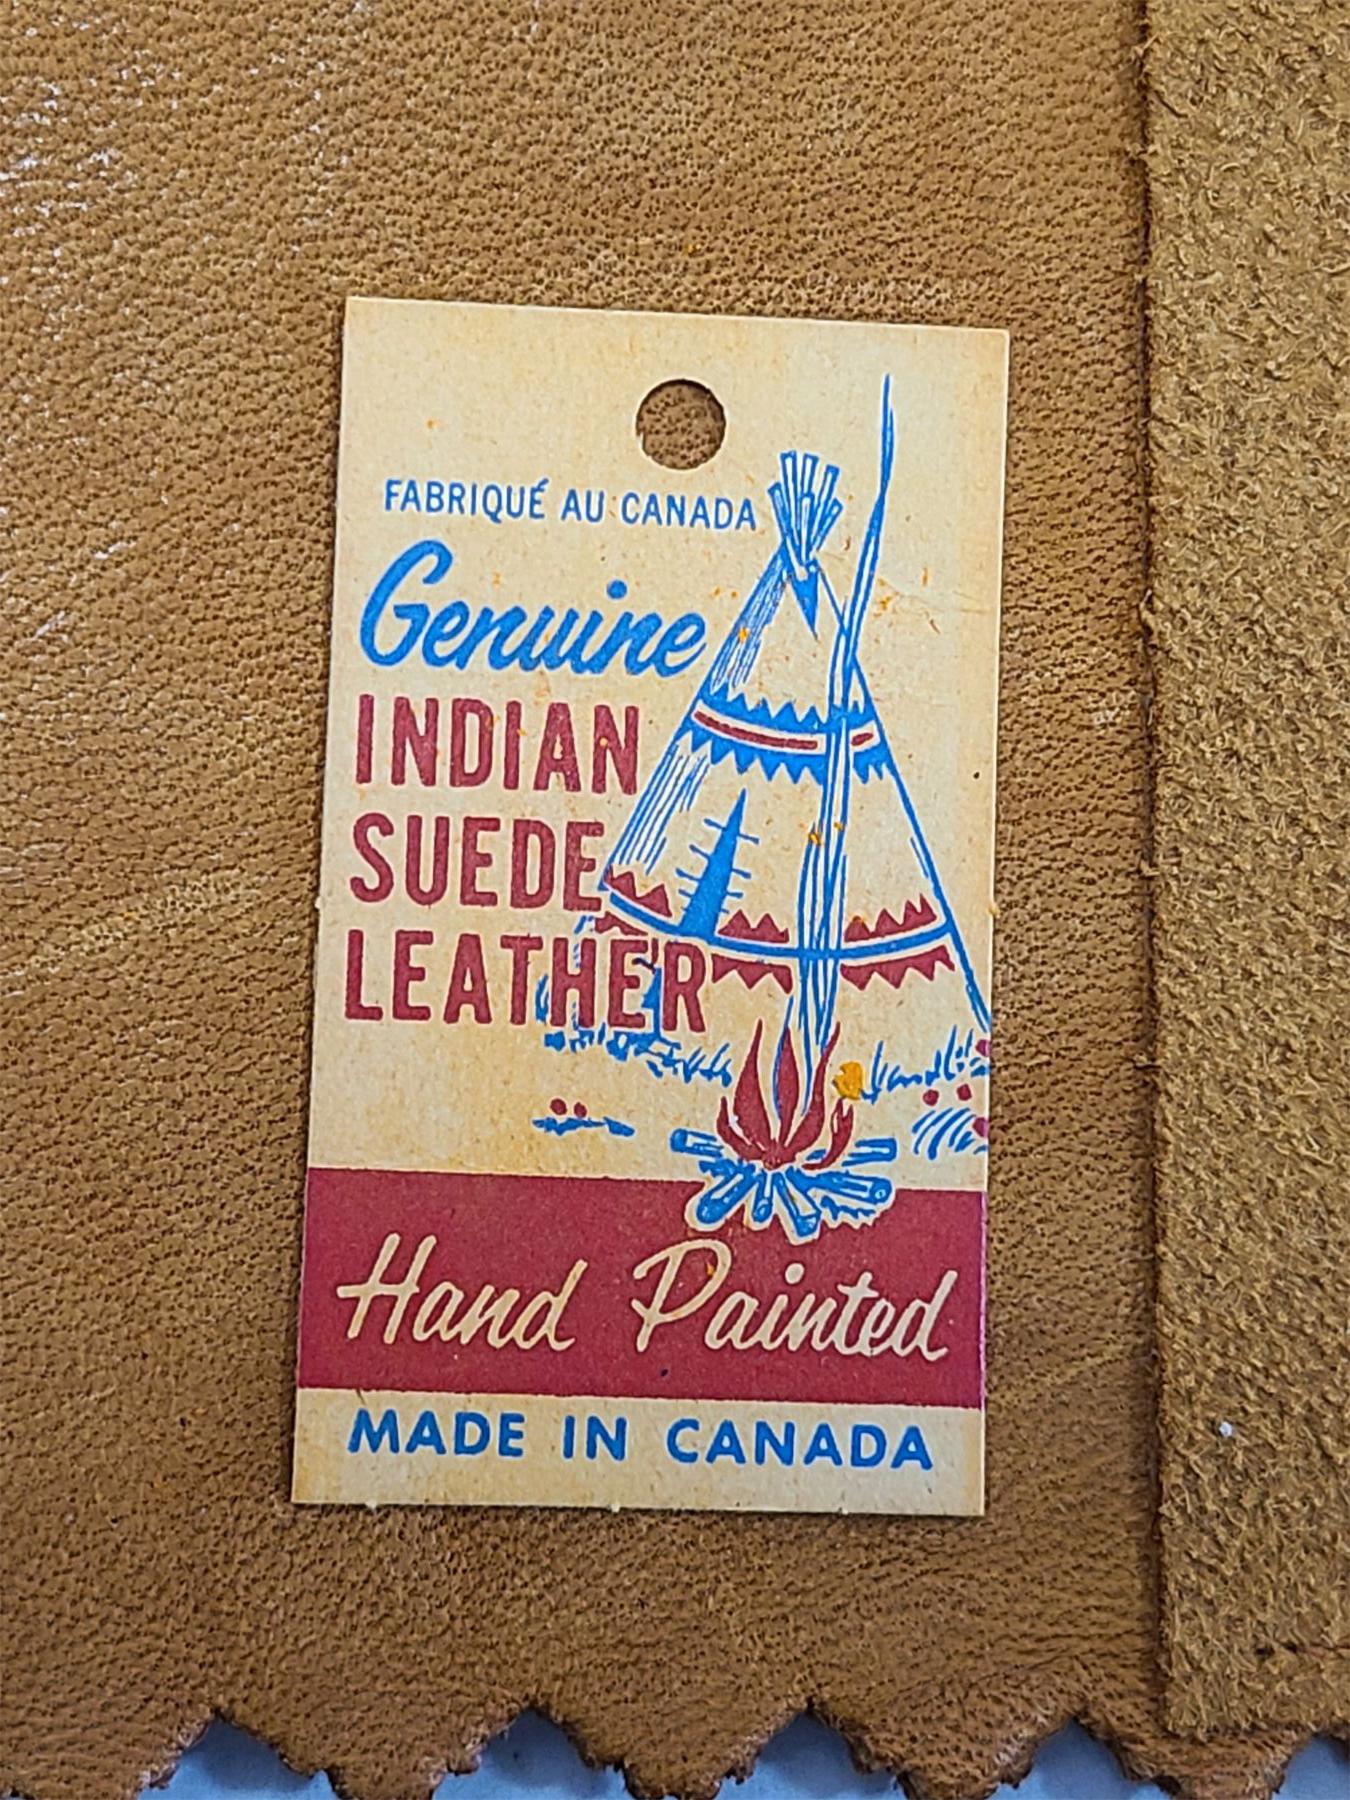 FABRIQUÉ AU CANADA
Genuine
INDIAN
SUEDE
LEATHER
Hand Painted
MADE IN CANADA